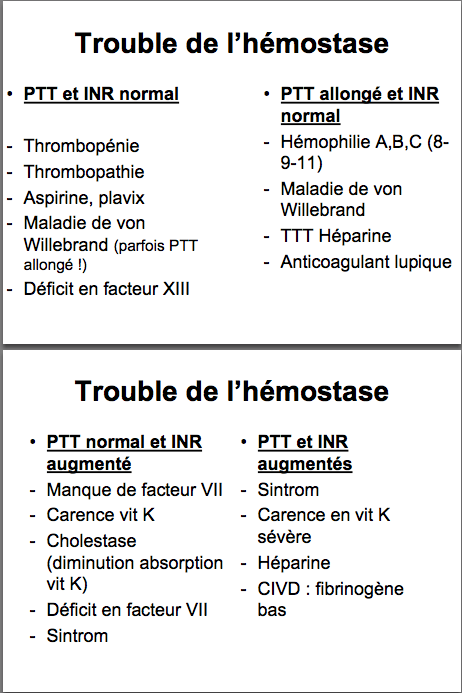 Trouble de l'hémostase
• PTT et INR normal
- Thrombopénie
- Thrombopathie
- Aspirine, plavix
- Maladie de von
Willebrand (parfois PTT
allongé !)
- Déficit en facteur XIII
• PTT allongé et INR
normal
- Hémophilie A,B,C (8-
9-11)
- Maladie de von
Willebrand
- TTT Héparine
- Anticoagulant lupique
Trouble de l'hémostase
• PTT normal et INR
augmenté
- Manque de facteur VII
- Carence vit K
- Cholestase
(diminution absorption
vit K)
- Déficit en facteur VII
- Sintrom
• PTT et INR
augmentés
- Sintrom
- Carence en vit K
sévère
- Héparine
- CIVD : fibrinogène
bas